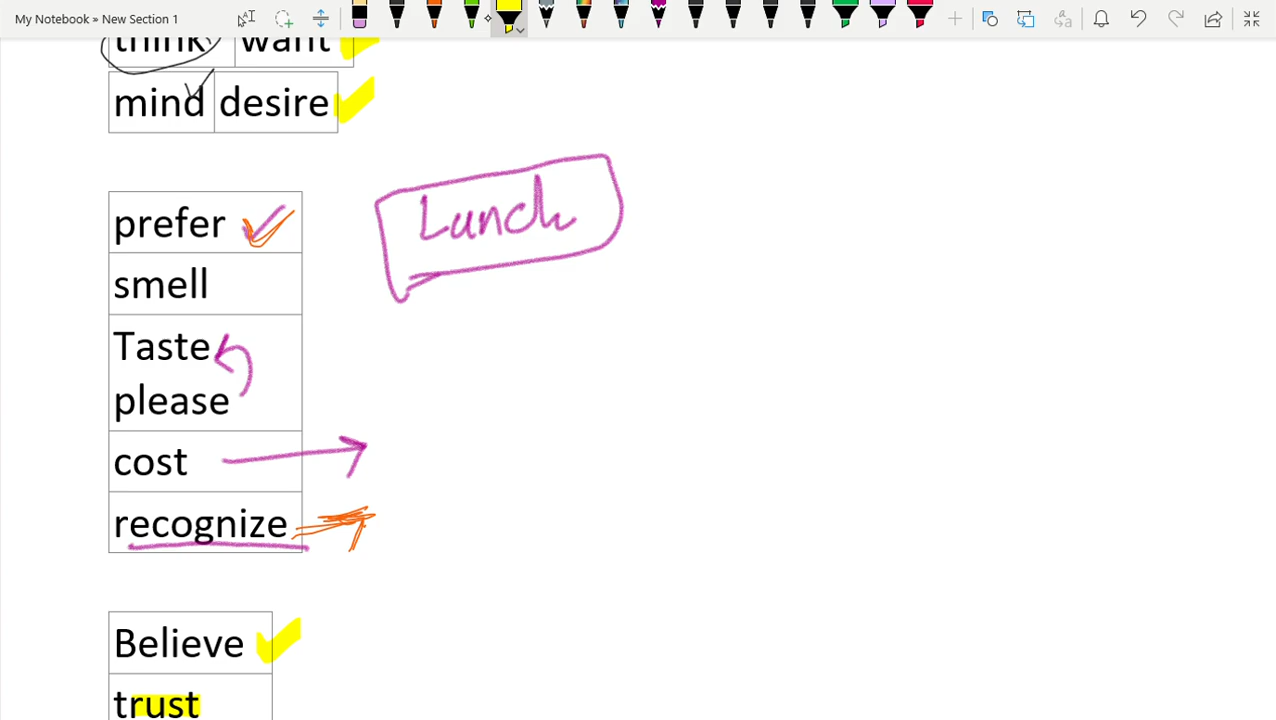 My Notebook » New Section 1
think want
mind desire
Lunch
prefer
smell
Taste
please
cost
recognize
Believe
trust